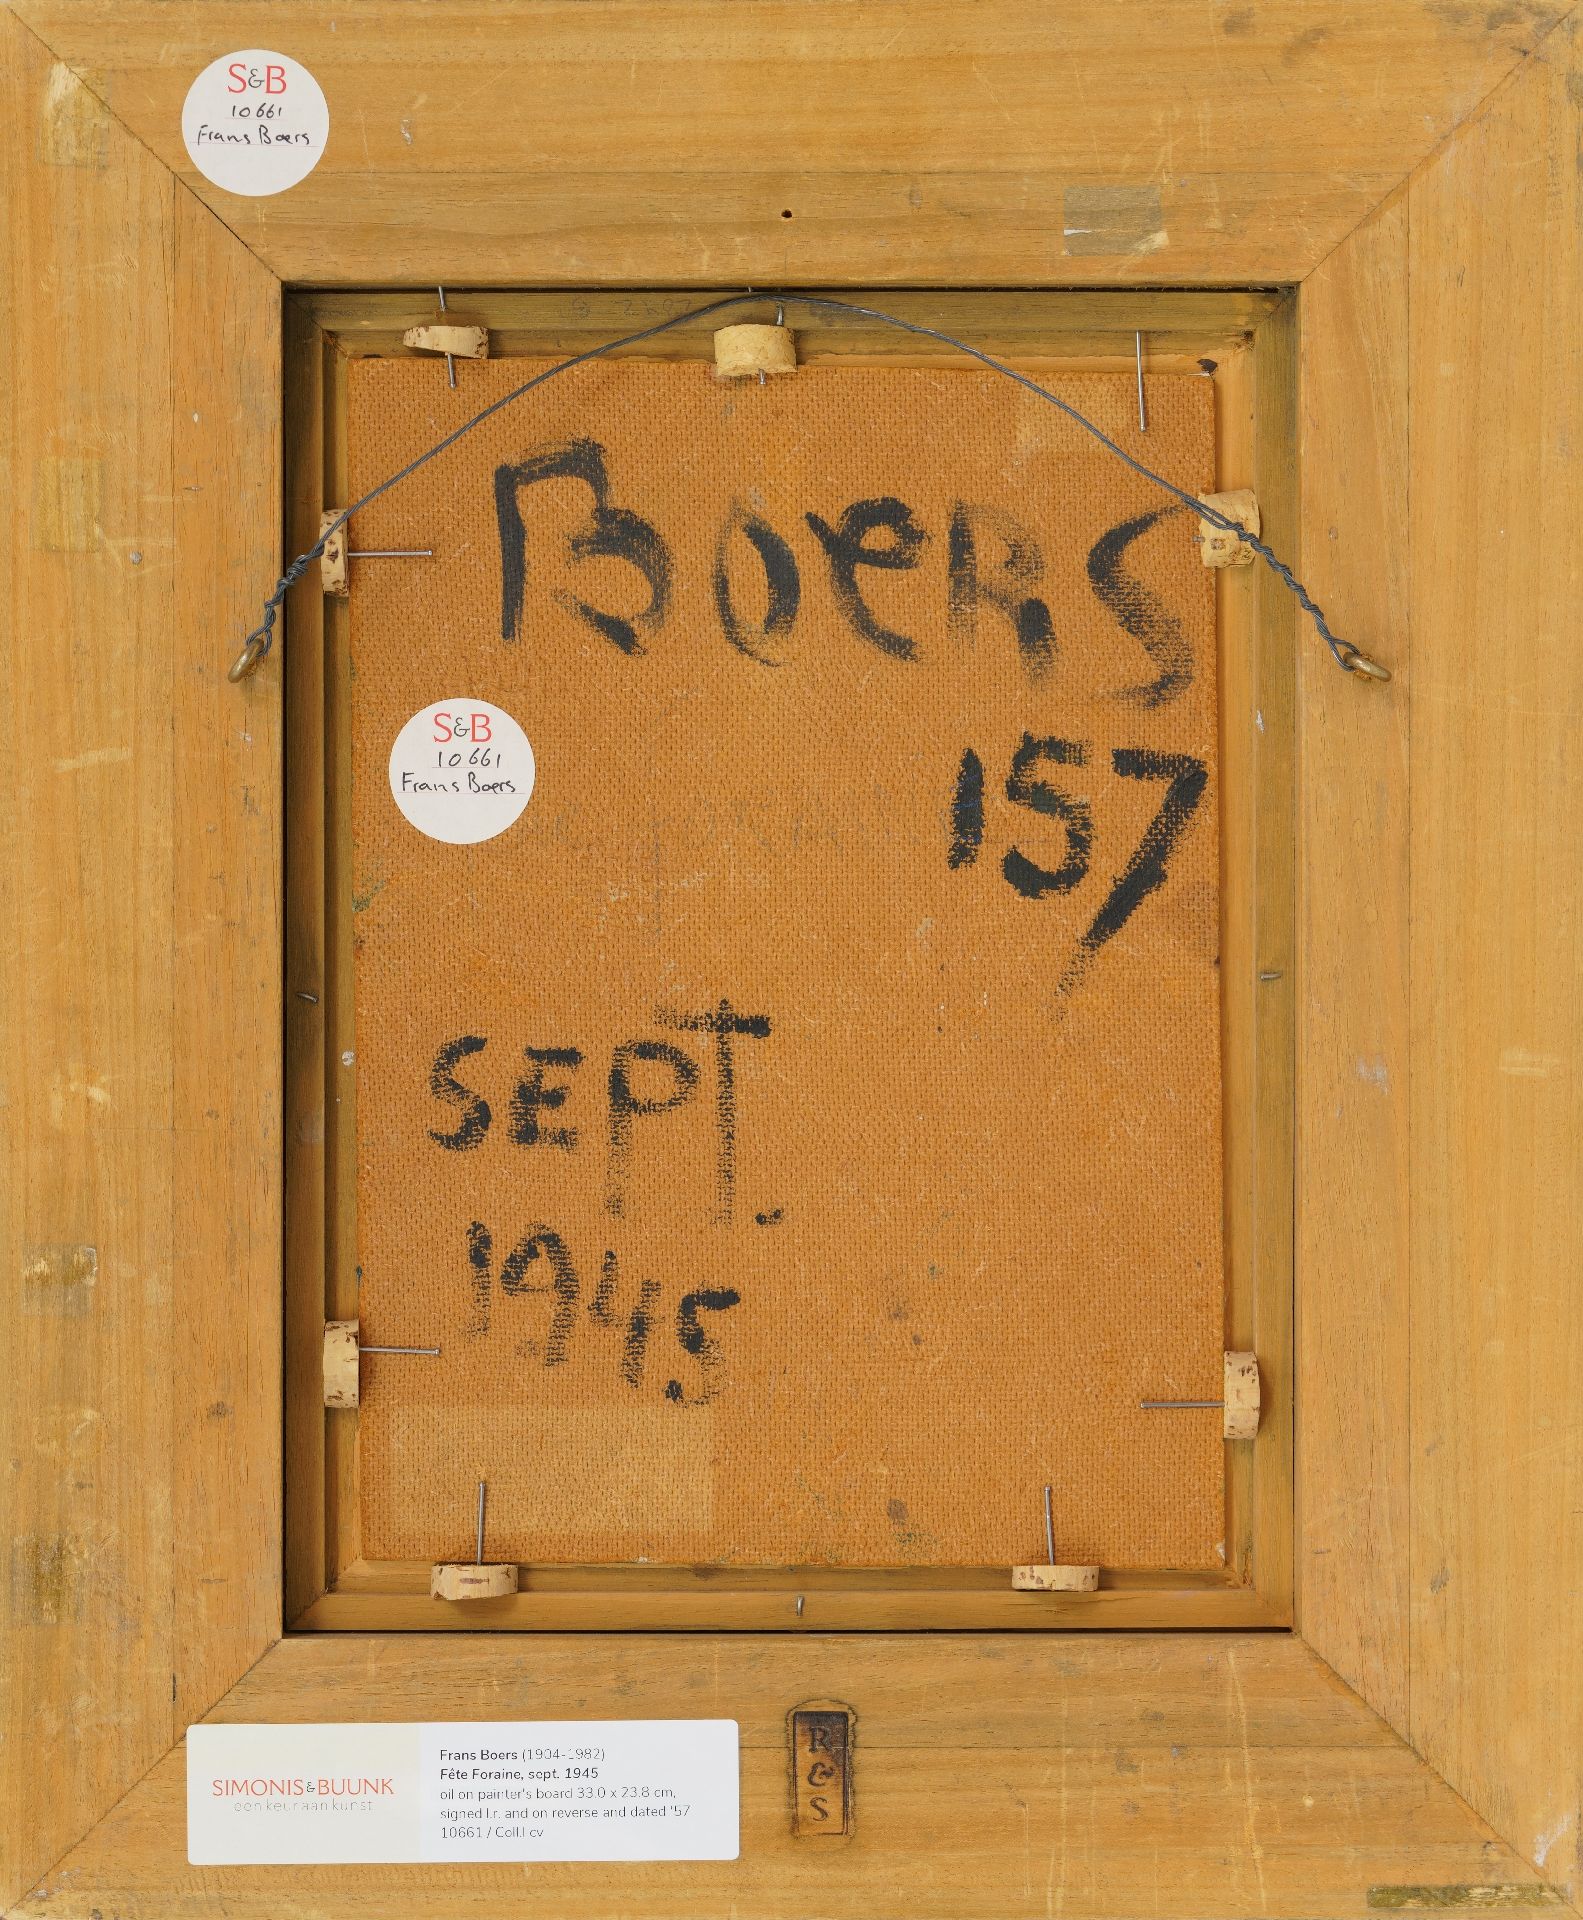 S&B
10661
Frans Boers
BoeRS
S&B
10661
Frans Boers
'57
SEPT.
1945
SIMONIS&BUUNK
een keur aan kunst
Frans Boers (1904-1982)
Fête Foraine, sept. 1945
oil on painter's board 33.0 x 23.8 cm,
signed l.r. and on reverse and dated '57
10661 / Coll.I cv
R
&
S